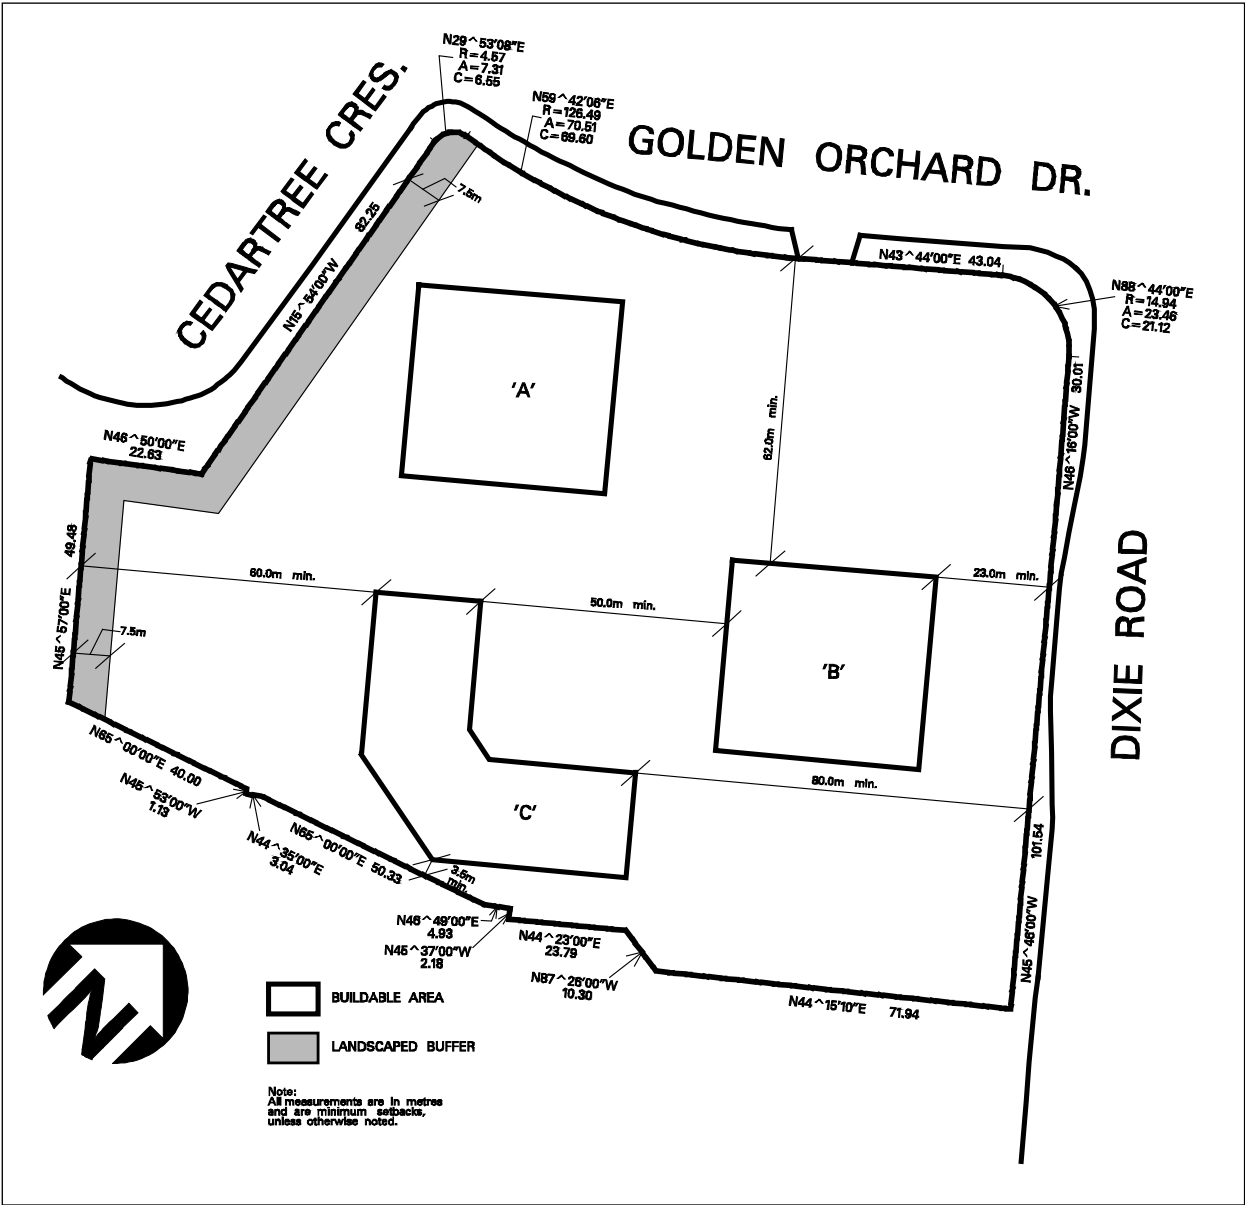 N29^53'08"E
R=4.57
A=7.31
C=6.55
N59^42'06"E
R=126.49
A=70.51
C=69.60
CEDARTREE CRES.
GOLDEN ORCHARD DR.
7.5m
82.25
N15^54'00"W
N43^44'00"E 43.04
N88^44'00"E
R=14.94
A=23.46
C=21.12
30.01
N46^16'00"W
'A'
62.0m min.
N46^50'00"E
22.63
49.48
N45^57'00"E
60.0m min.
50.0m min.
23.0m min.
7.5m
DIXIE ROAD
'B'
N65^00'00"E 40.00
N45^53'00"W
1.13
N44^35'00"E
3.04
N65^00'00"E 50.33
3.5m
min.
'C'
80.0m min.
101.54
N45^46'00"W
N46^49'00"E
4.93
N45^37'00"W
2.18
N44^23'00"E
23.79
N87^26'00"W
10.30
N44^15'10"E 71.94
N
BUILDABLE AREA
LANDSCAPED BUFFER
Note:
All measurements are in metres
and are minimum setbacks,
unless otherwise noted.